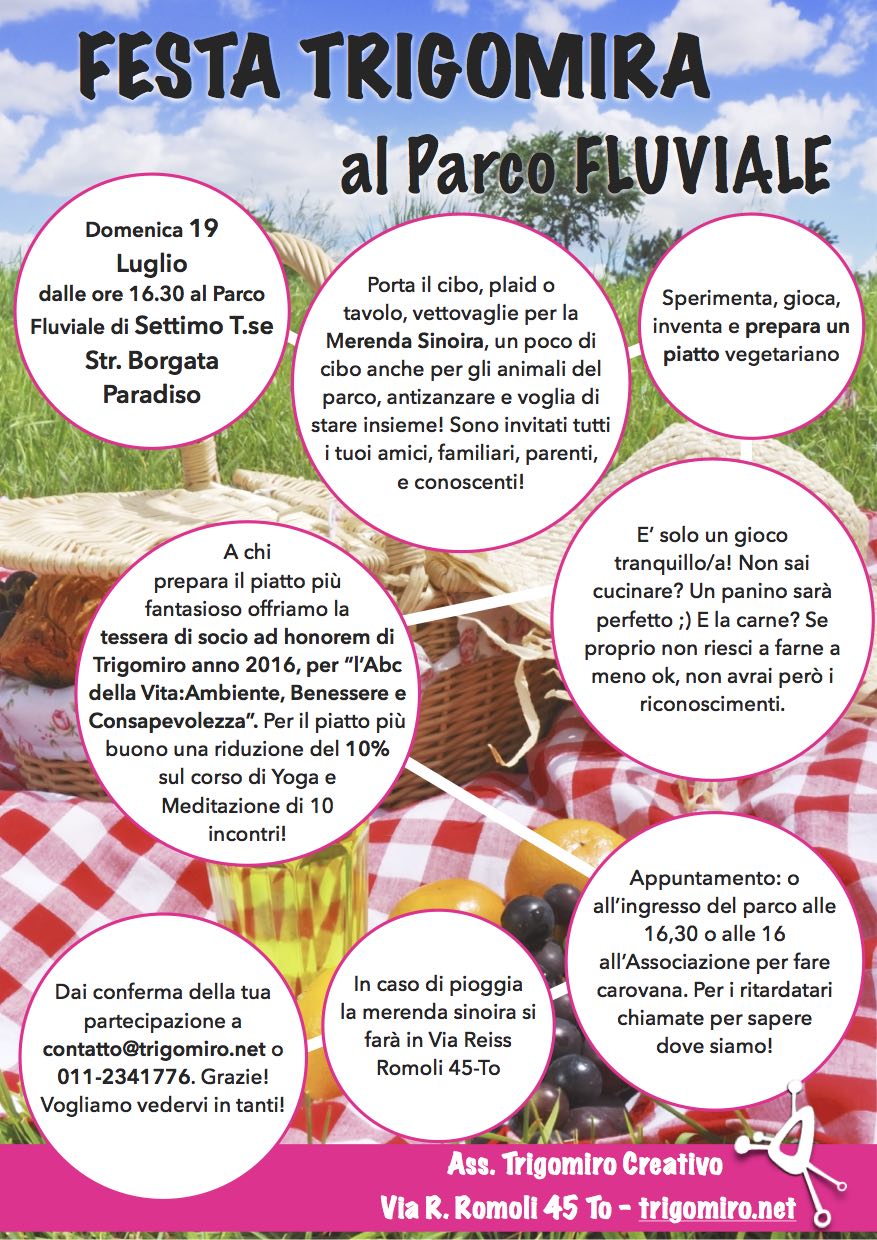 FESTA TRIGOMIRA
al Parco FLUVIALE
Domenica 19
Luglio
dalle ore 16.30 al Parco
Fluviale di Settimo T.se
Str. Borgata
Paradiso
Porta il cibo, plaid o
tavolo, vettovaglie per la
Merenda Sinoira, un poco di
cibo anche per gli animali del
parco, antizanzare e voglia di
stare insieme! Sono invitati tutti
i tuoi amici, familiari, parenti,
e conoscenti!
Sperimenta, gioca,
inventa e prepara un
piatto vegetariano
E' solo un gioco
tranquillo/a! Non sai
cucinare? Un panino sarà
perfetto ;) E la carne? Se
proprio non riesci a farne a
meno ok, non avrai però i
riconoscimenti.
A chi
prepara il piatto più
fantasioso offriamo la
tessera di socio ad honorem di
Trigomiro anno 2016, per “l’Abc
della Vita:Ambiente, Benessere e
Consapevolezza”. Per il piatto più
buono una riduzione del 10%
sul corso di Yoga e
Meditazione di 10
incontri!
Appuntamento: o
all’ingresso del parco alle
16,30 o alle 16
all’Associazione per fare
carovana. Per i ritardatari
chiamate per sapere
dove siamo!
In caso di pioggia
la merenda sinoira si
farà in Via Reiss
Romoli 45-To
Dai conferma della tua
partecipazione a
contatto@trigomiro.net o
011-2341776. Grazie!
Vogliamo vedervi in tanti!
Ass. Trigomiro Creativo
Via R. Romoli 45 To - trigomiro.net